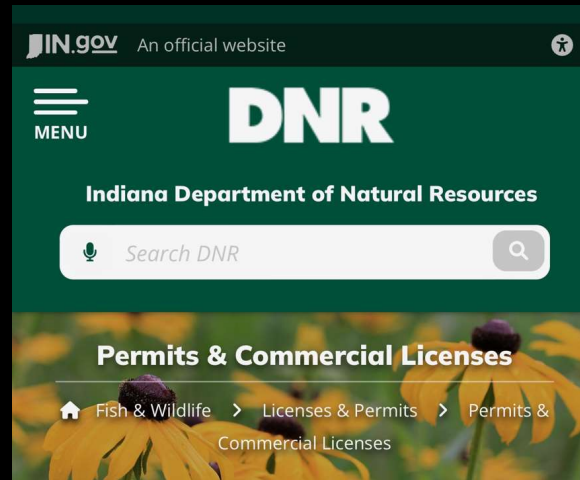 IN.gov An official website
MENU
DNR
Indiana Department of Natural Resources
Search DNR
Permits & Commercial Licenses
Fish & Wildlife > Licenses & Permits > Permits &
Commercial Licenses